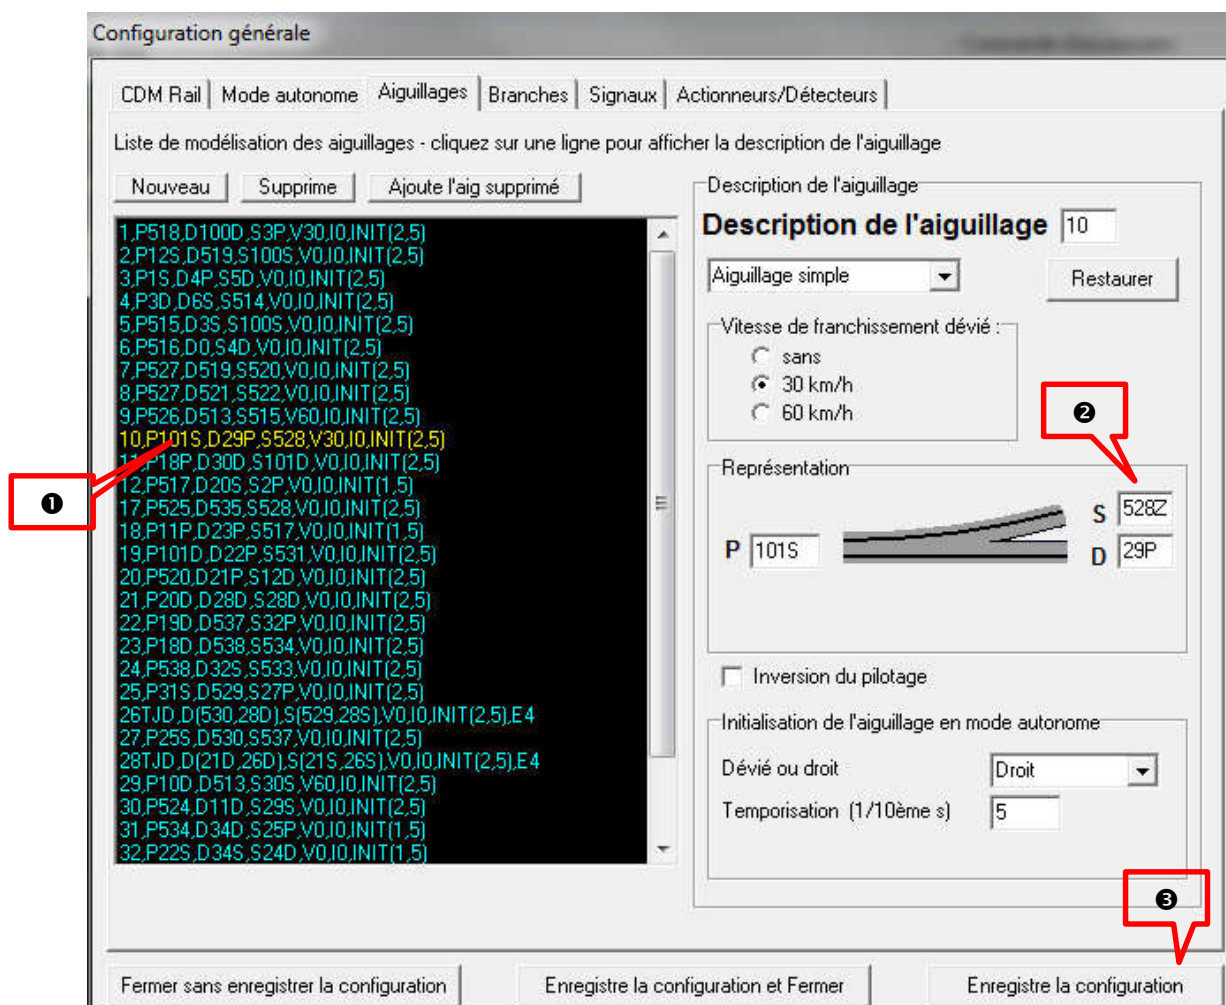 Configuration générale
CDM Rail Mode autonome Aiguillages Branches Signaux Actionneurs/Détecteurs
Liste de modélisation des aiguillages - cliquez sur une ligne pour afficher la description de l'aiguillage
Nouveau Supprime Ajoute l'aig supprimé
1,P518,D100D,S3P,V30,I0,INIT(2,5)
2,P12S,D519,S100S,V0,I0,INIT(2,5)
3,P1S,D4P,S5D,V0,I0,INIT(2,5)
4,P3D,D6S,S514,V0,I0,INIT(2,5)
5,P515,D3S,S100S,V0,I0,INIT(2,5)
6,P516,D0,S4D,V0,I0,INIT(2,5)
7,P527,D519,S520,V0,I0,INIT(2,5)
8,P527,D521,S522,V0,I0,INIT(2,5)
9,P526,D513,S515,V60,I0,INIT(2,5)
10,P101S,D29P,S528,V30,I0,INIT(2,5)
11,P18P,D30D,S101D,V0,I0,INIT(2,5)
12,P517,D20S,S2P,V0,I0,INIT(1,5)
17,P525,D535,S528,V0,I0,INIT(2,5)
18,P11P,D23P,S517,V0,I0,INIT(1,5)
19,P101D,D22P,S531,V0,I0,INIT(2,5)
20,P520,D21P,S12D,V0,I0,INIT(2,5)
21,P20D,D28D,S28D,V0,I0,INIT(2,5)
22,P19D,D537,S32P,V0,I0,INIT(2,5)
23,P18D,D538,S534,V0,I0,INIT(2,5)
24,P538,D32S,S533,V0,I0,INIT(2,5)
25,P31S,D529,S27P,V0,I0,INIT(2,5)
26TJD,D(530,28D),S(529,28S),V0,I0,INIT(2,5),E4
27,P25S,D530,S537,V0,I0,INIT(2,5)
28TJD,D(21D,26D),S(21S,26S),V0,I0,INIT(2,5),E4
29,P10D,D513,S30S,V60,I0,INIT(2,5)
30,P524,D11D,S29S,V0,I0,INIT(2,5)
31,P534,D34D,S25P,V0,I0,INIT(1,5)
32,P22S,D34S,S24D,V0,I0,INIT(1,5)
❶
Description de l'aiguillage
Description de l'aiguillage 10
Aiguillage simple Restaurer
Vitesse de franchissement dévié :
sans
30 km/h
60 km/h
❷
Représentation
S 528Z
P 101S
D 29P
Inversion du pilotage
Initialisation de l'aiguillage en mode autonome
Dévié ou droit Droit
Temporisation (1/10ème s) 5
❸
Fermer sans enregistrer la configuration Enregistre la configuration et Fermer Enregistre la configuration